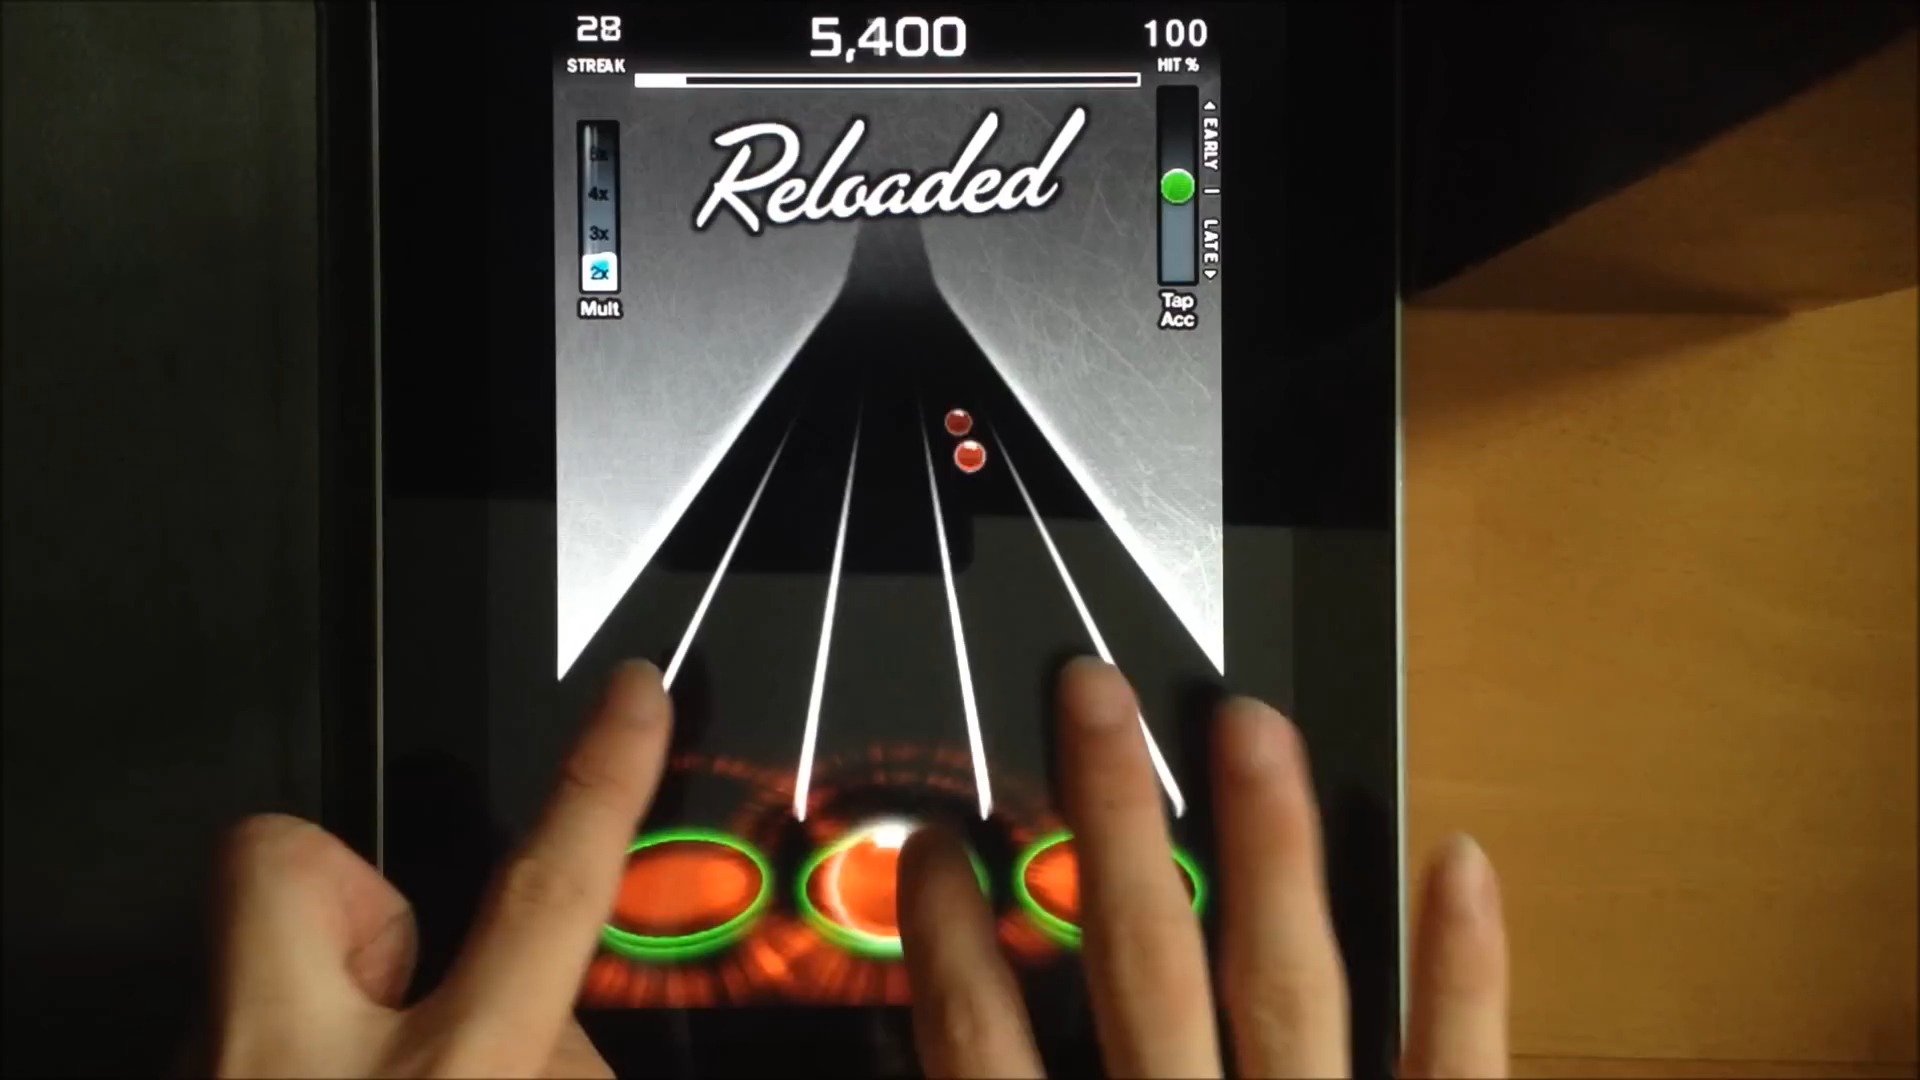 28
STREAK
5,400
100
HIT %
Reloaded
4x
3x
2x
Mult
EARLY
LATE
Tap
Acc